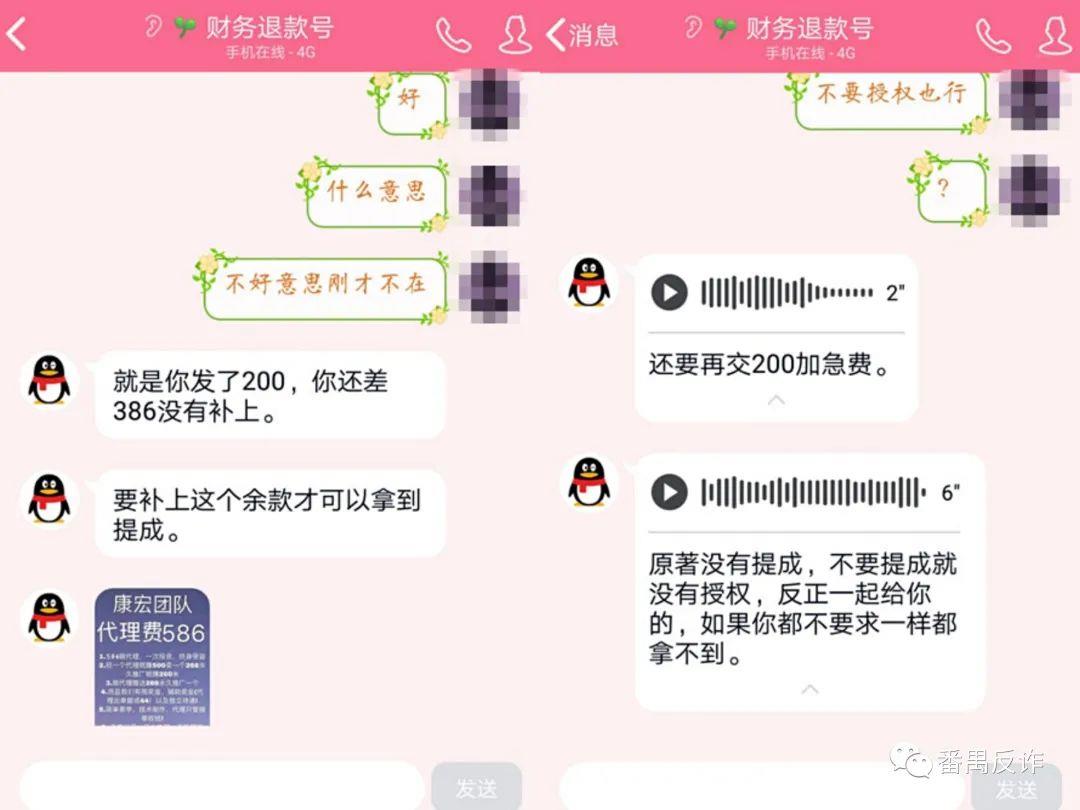 财务退款号
手机在线 - 4G
好
什么意思
不好意思刚才不在
就是你发了200，你还差
386没有补上。
要补上这个余款才可以拿到
提成。
康宏团队
代理费586
发送
消息
财务退款号
手机在线 - 4G
不要授权也行
？
2"
还要再交200加急费。
6"
原著没有提成，不要提成就
没有授权，反正一起给你
的，如果你都不要求一样都
拿不到。
番禺反诈
发送